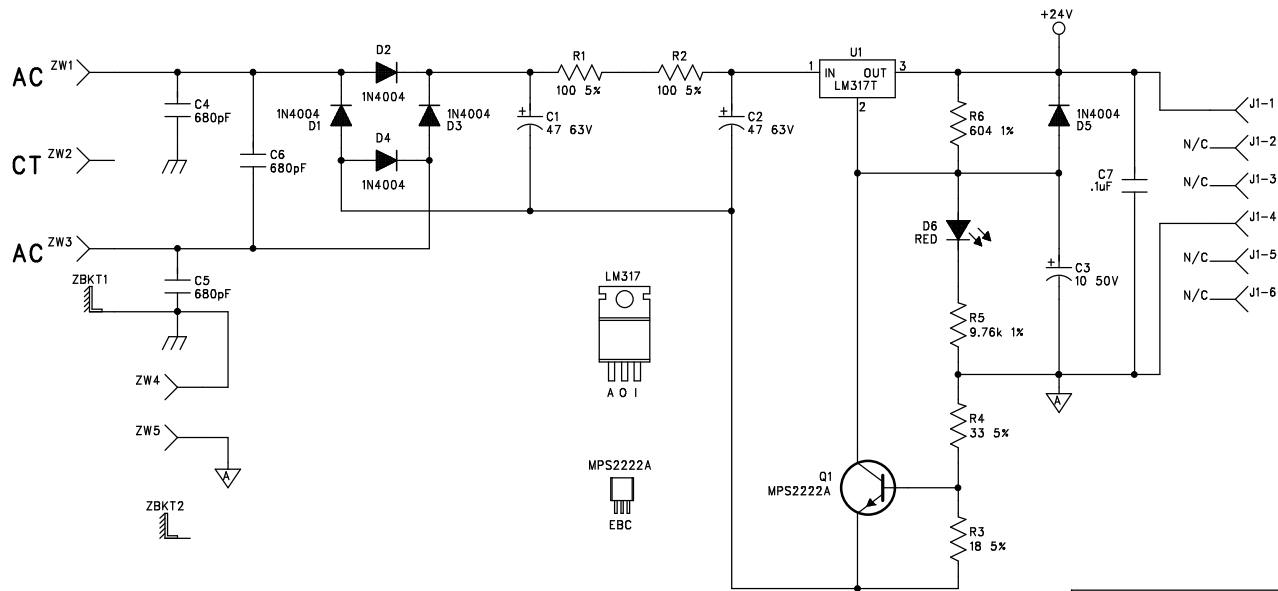 +24V
AC ZW1
D2
1N4004
R1
100 5%
R2
100 5%
U1
1 IN OUT 3
LM317T
2
C4
680pF
1N4004
D1
1N4004
D3
C1
47 63V
C2
47 63V
R6
604 1%
1N4004
D5
J1-1
N/C J1-2
CT ZW2
C6
680pF
D4
1N4004
C7
.1uF
N/C J1-3
J1-4
D6
RED
AC ZW3
N/C J1-5
ZBKT1
C5
680pF
LM317
C3
10 50V
N/C J1-6
R5
9.76k 1%
ZW4
A O I
A
R4
33 5%
ZW5
A
MPS2222A
Q1
MPS2222A
ZBKT2
EBC
R3
18 5%